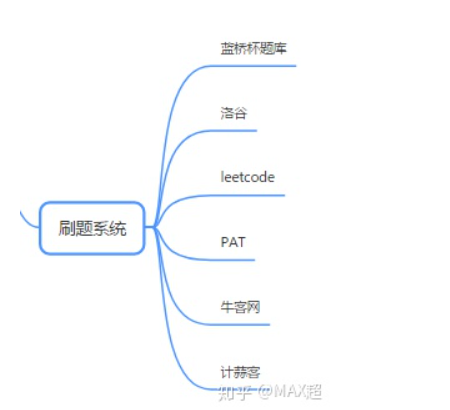 蓝桥杯题库
洛谷
leetcode
刷题系统
PAT
牛客网
计蒜客
知乎 @MAX超